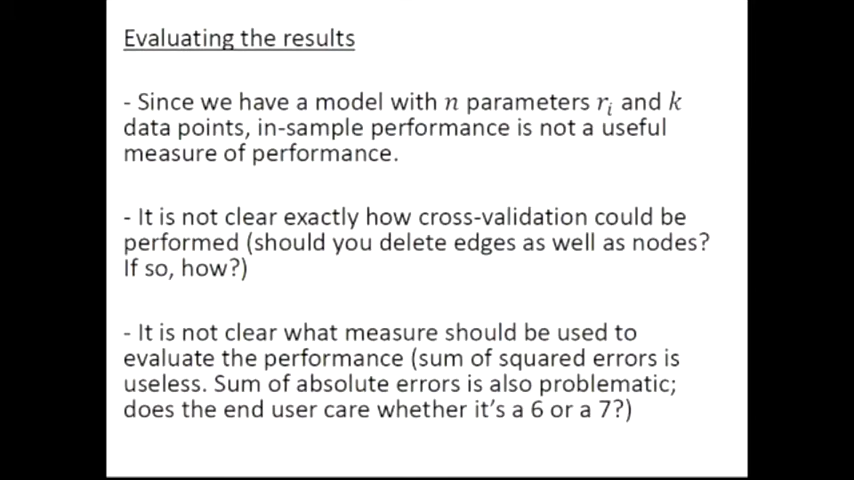 Evaluating the results
- Since we have a model with n parameters rᵢ and k
data points, in-sample performance is not a useful
measure of performance.
- It is not clear exactly how cross-validation could be
performed (should you delete edges as well as nodes?
If so, how?)
- It is not clear what measure should be used to
evaluate the performance (sum of squared errors is
useless. Sum of absolute errors is also problematic;
does the end user care whether it’s a 6 or a 7?)